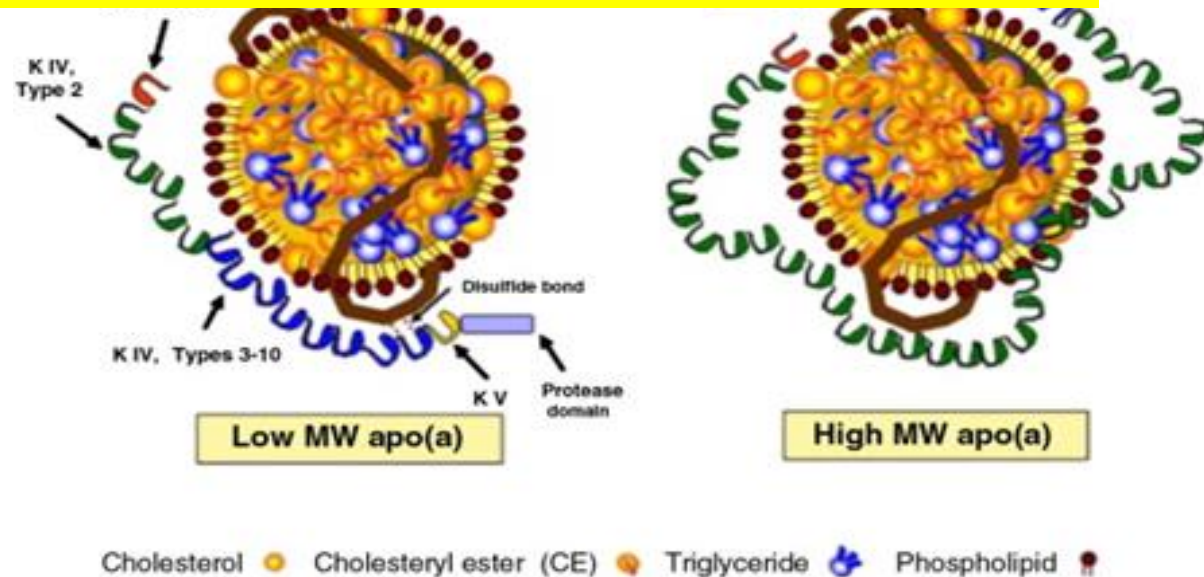 K IV,
Type 2
Disulfide bond
K IV, Types 3-10
K V
Protease
domain
Low MW apo(a)
High MW apo(a)
Cholesterol Cholesteryl ester (CE) Triglyceride Phospholipid